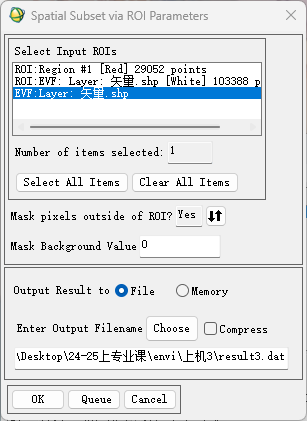 Spatial Subset via ROI Parameters
Select Input ROIs
ROI:Region #1 [Red] 29052 points
ROI:EVF: Layer: 矢量.shp [White] 103388 p
EVF:Layer: 矢量.shp
Number of items selected: 1
Select All Items Clear All Items
Mask pixels outside of ROI? Yes
Mask Background Value 0
Output Result to File Memory
Enter Output Filename Choose Compress
\Desktop\24-25上专业课\envi\上机3\result3.dat
OK Queue Cancel